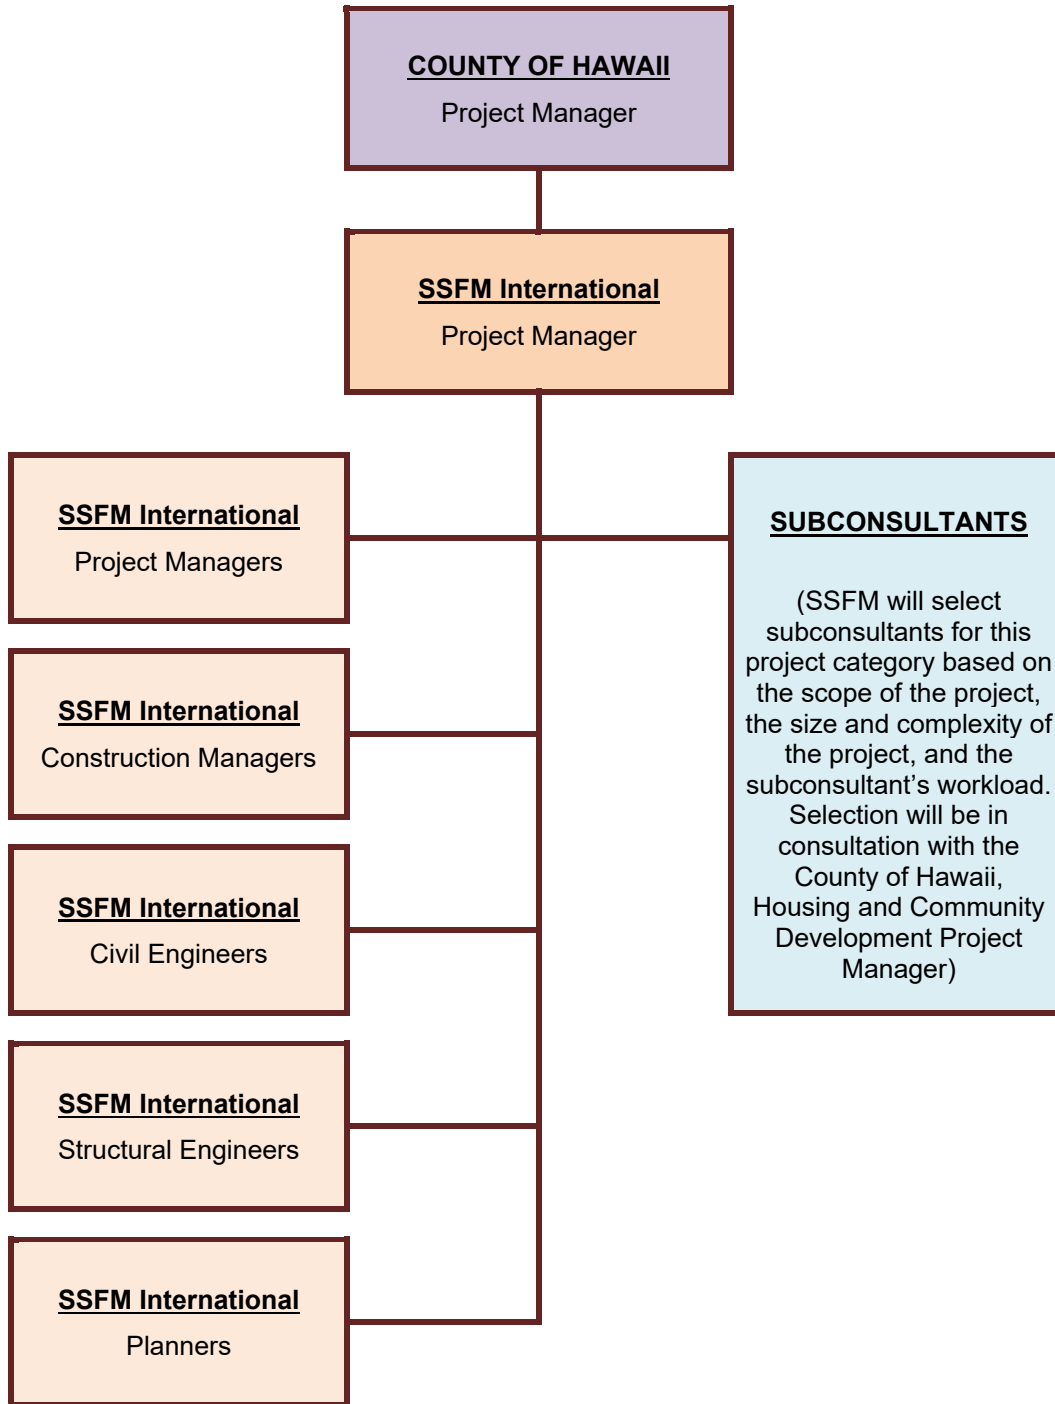 COUNTY OF HAWAII
Project Manager
SSFM International
Project Manager
SSFM International
Project Managers
SSFM International
Construction Managers
SSFM International
Civil Engineers
SSFM International
Structural Engineers
SSFM International
Planners
SUBCONSULTANTS
(SSFM will select
subconsultants for this
project category based on
the scope of the project,
the size and complexity of
the project, and the
subconsultant’s workload.
Selection will be in
consultation with the
County of Hawaii,
Housing and Community
Development Project
Manager)